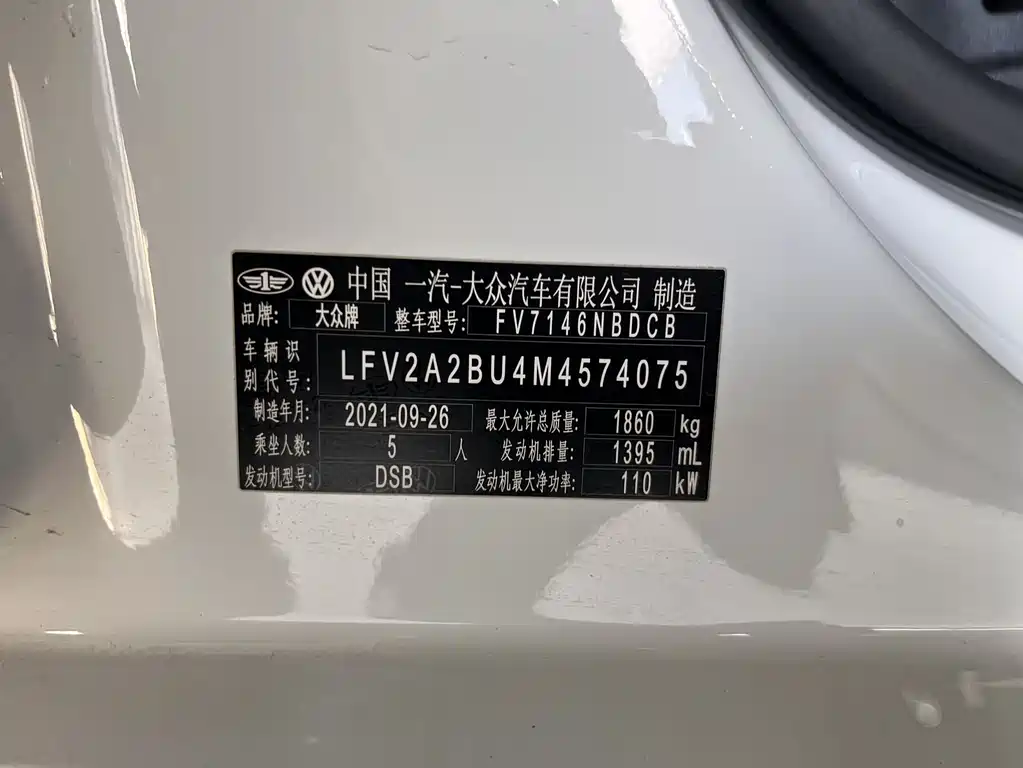 中国 一汽-大众汽车有限公司 制造
品牌: 大众牌 整车型号: FV7146NBDCB
车辆识
别代号: LFV2A2BU4M4574075
制造年月: 2021-09-26 最大允许总质量: 1860 kg
乘坐人数: 5 人 发动机排量: 1395 mL
发动机型号: DSB 发动机最大净功率: 110 kW